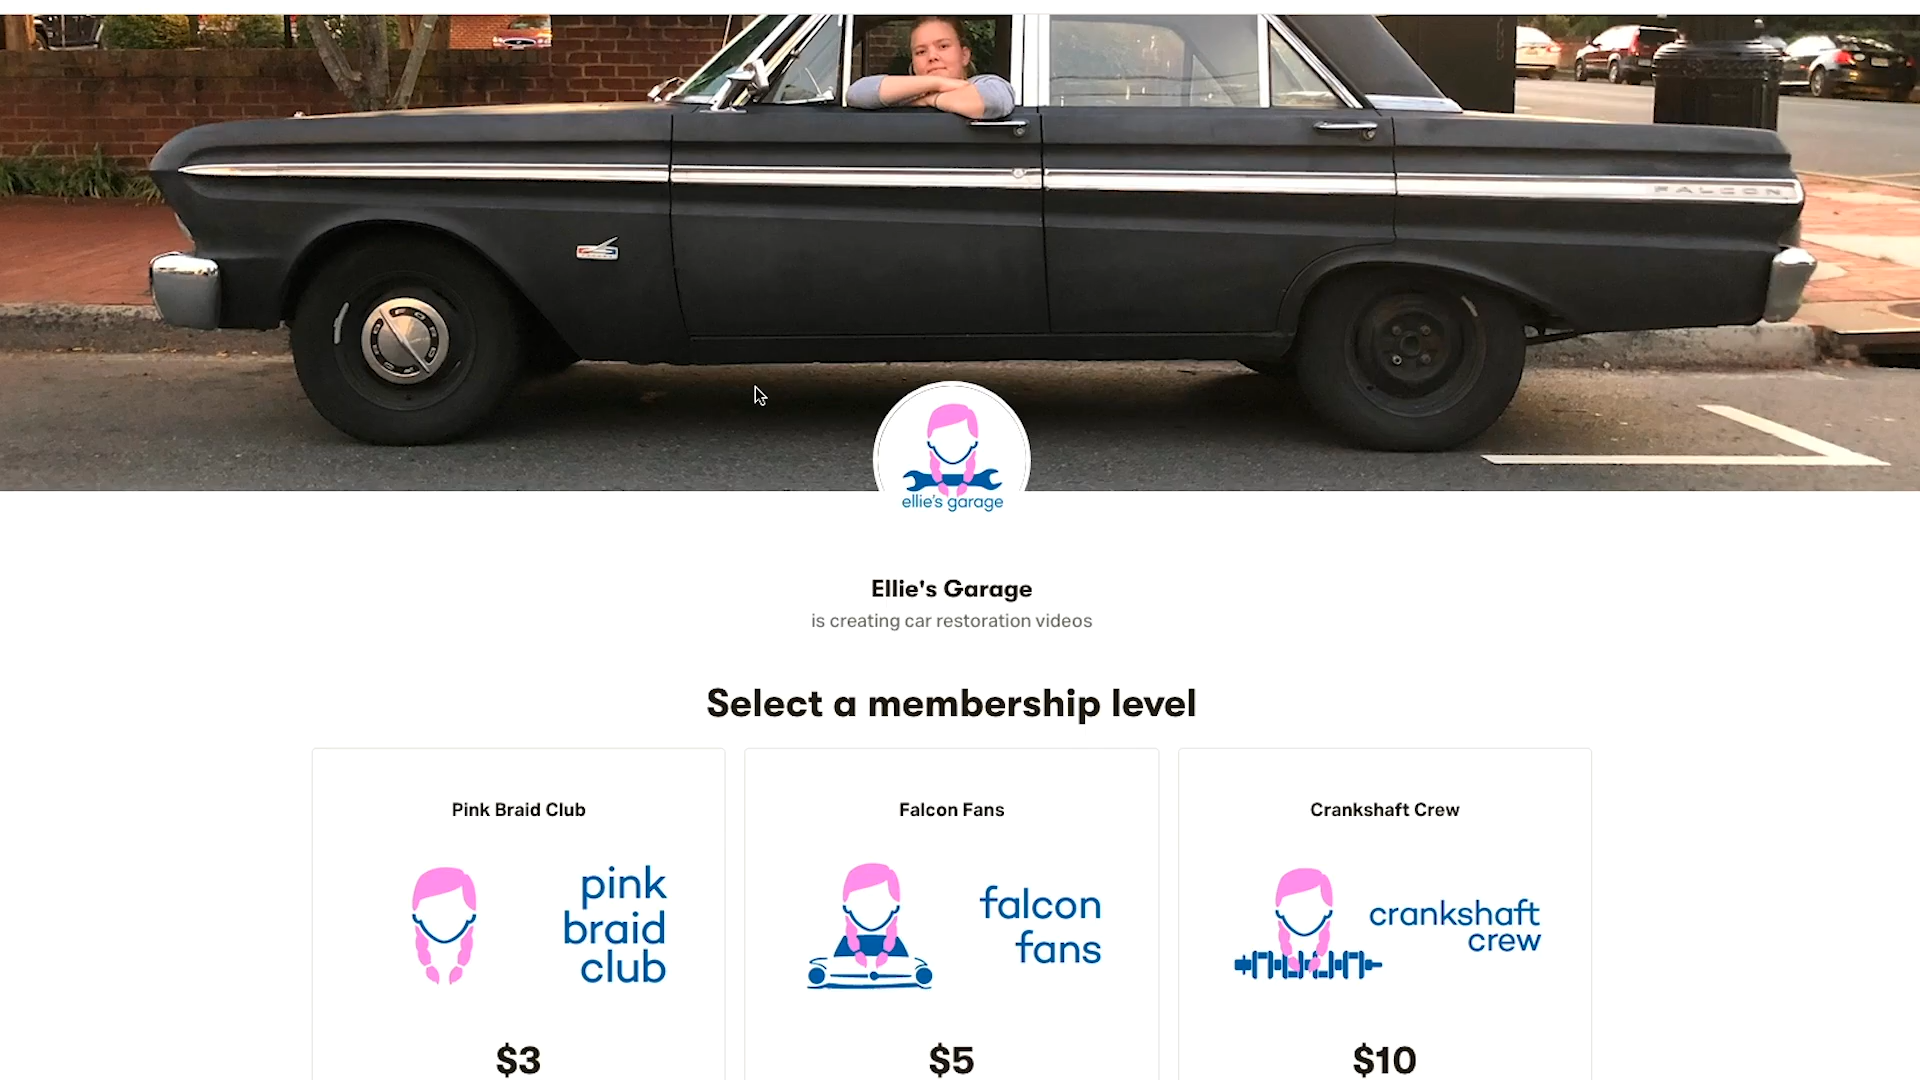 FALCON
FORD
ellie's garage
Ellie's Garage
is creating car restoration videos
Select a membership level
Pink Braid Club
Falcon Fans
Crankshaft Crew
pink
braid
club
falcon
fans
crankshaft
crew
$3
$5
$10